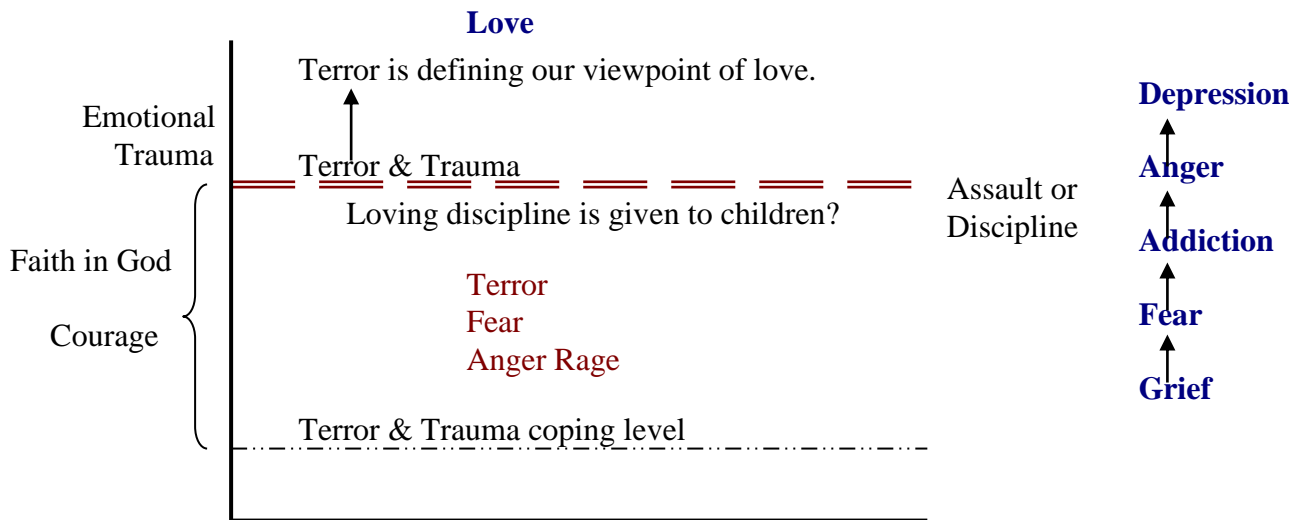 Love
Terror is defining our viewpoint of love.
Emotional
Trauma
Terror & Trauma
Loving discipline is given to children?
Faith in God
Courage
Terror
Fear
Anger Rage
Terror & Trauma coping level
Assault or
Discipline
Depression
Anger
Addiction
Fear
Grief